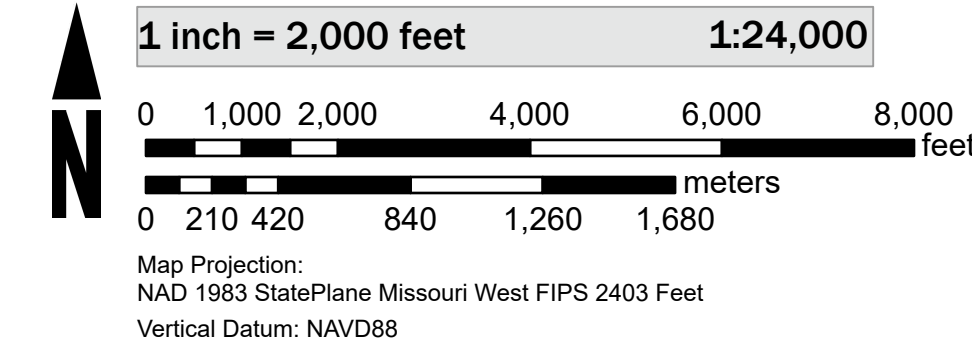 1 inch = 2,000 feet 1:24,000
0 1,000 2,000 4,000 6,000 8,000
feet
meters
0 210 420 840 1,260 1,680
N
Map Projection:
NAD 1983 StatePlane Missouri West FIPS 2403 Feet
Vertical Datum: NAVD88